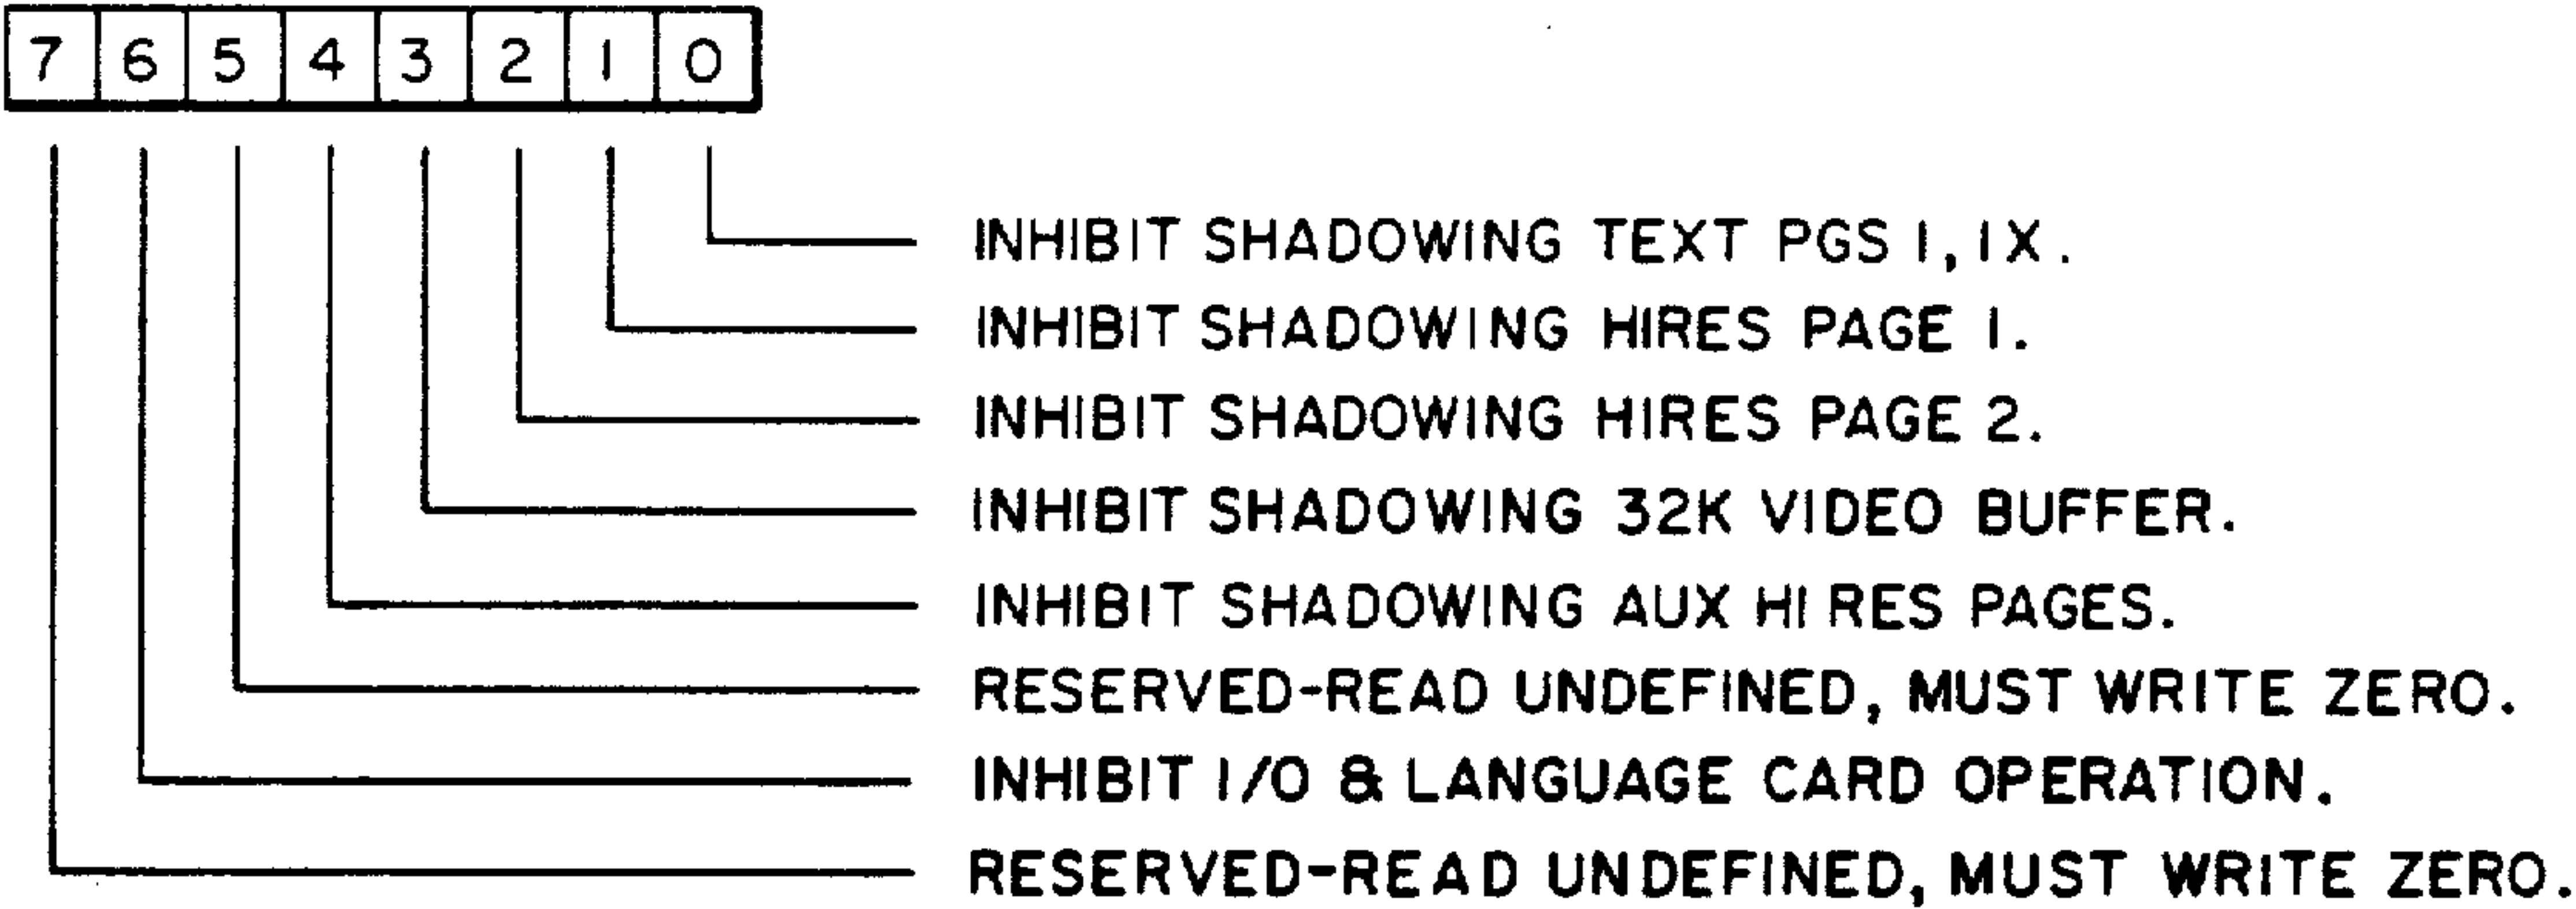 7 6 5 4 3 2 1 0
INHIBIT SHADOWING TEXT PGS 1, 1X.
INHIBIT SHADOWING HIRES PAGE 1.
INHIBIT SHADOWING HIRES PAGE 2.
INHIBIT SHADOWING 32K VIDEO BUFFER.
INHIBIT SHADOWING AUX HI RES PAGES.
RESERVED-READ UNDEFINED, MUST WRITE ZERO.
INHIBIT I/O & LANGUAGE CARD OPERATION.
RESERVED-READ UNDEFINED, MUST WRITE ZERO.